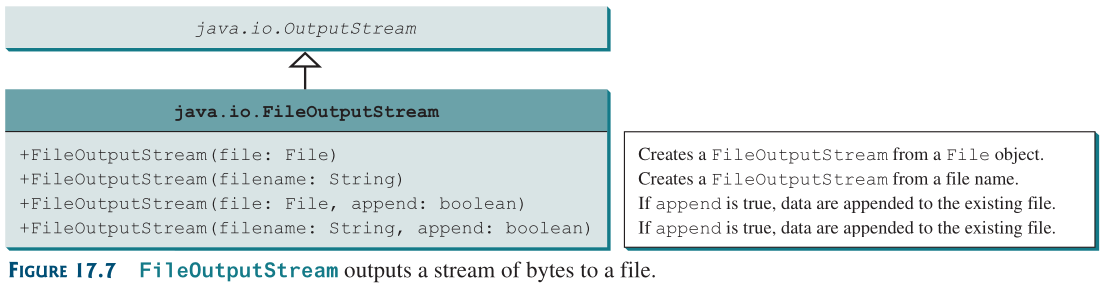 java.io.OutputStream
java.io.FileOutputStream
+FileOutputStream(file: File)
+FileOutputStream(filename: String)
+FileOutputStream(file: File, append: boolean)
+FileOutputStream(filename: String, append: boolean)
Creates a FileOutputStream from a File object.
Creates a FileOutputStream from a file name.
If append is true, data are appended to the existing file.
If append is true, data are appended to the existing file.
FIGURE 17.7 FileOutputStream outputs a stream of bytes to a file.